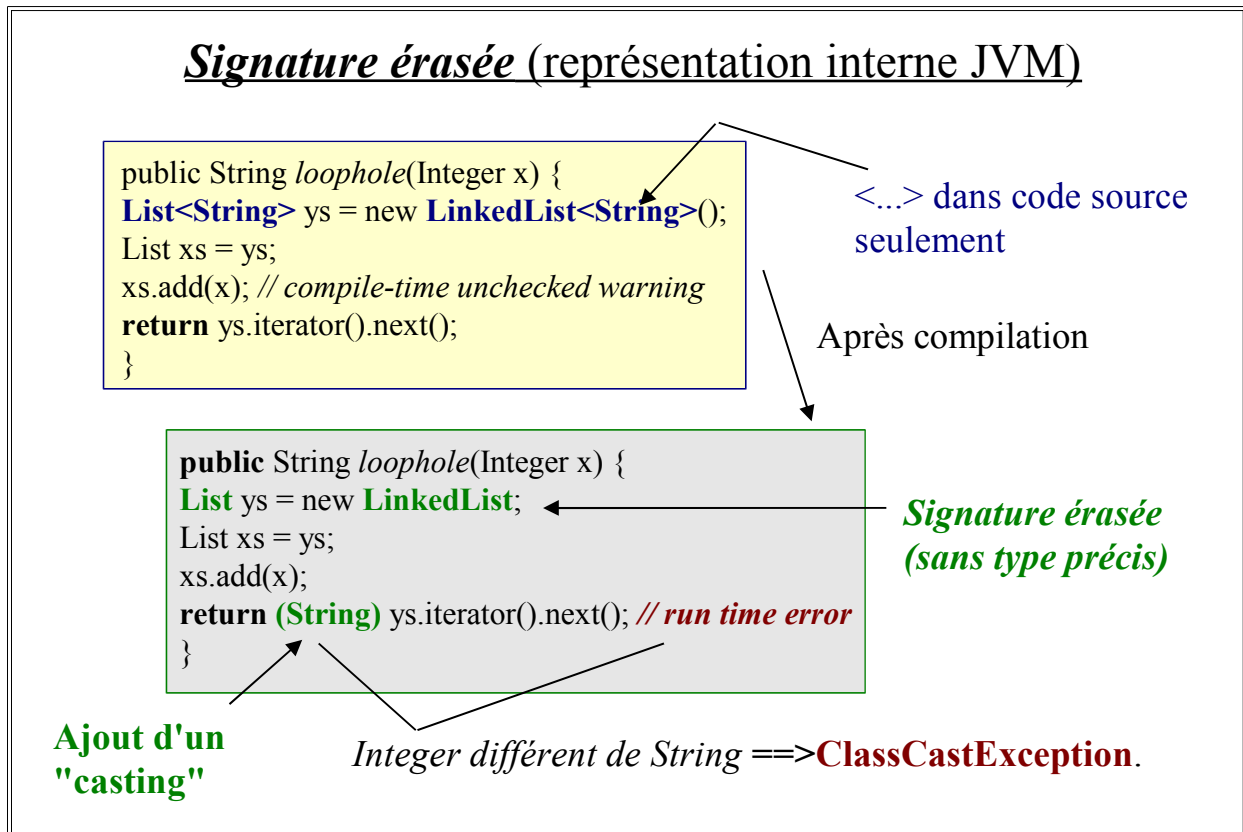 Signature érasée (représentation interne JVM)
public String loophole(Integer x) {
List<String> ys = new LinkedList<String>();
List xs = ys;
xs.add(x); // compile-time unchecked warning
return ys.iterator().next();
}
<...> dans code source
seulement
Après compilation
public String loophole(Integer x) {
List ys = new LinkedList;
List xs = ys;
xs.add(x);
return (String) ys.iterator().next(); // run time error
}
Signature érasée
(sans type précis)
Ajout d'un
"casting"
Integer différent de String ==>ClassCastException.